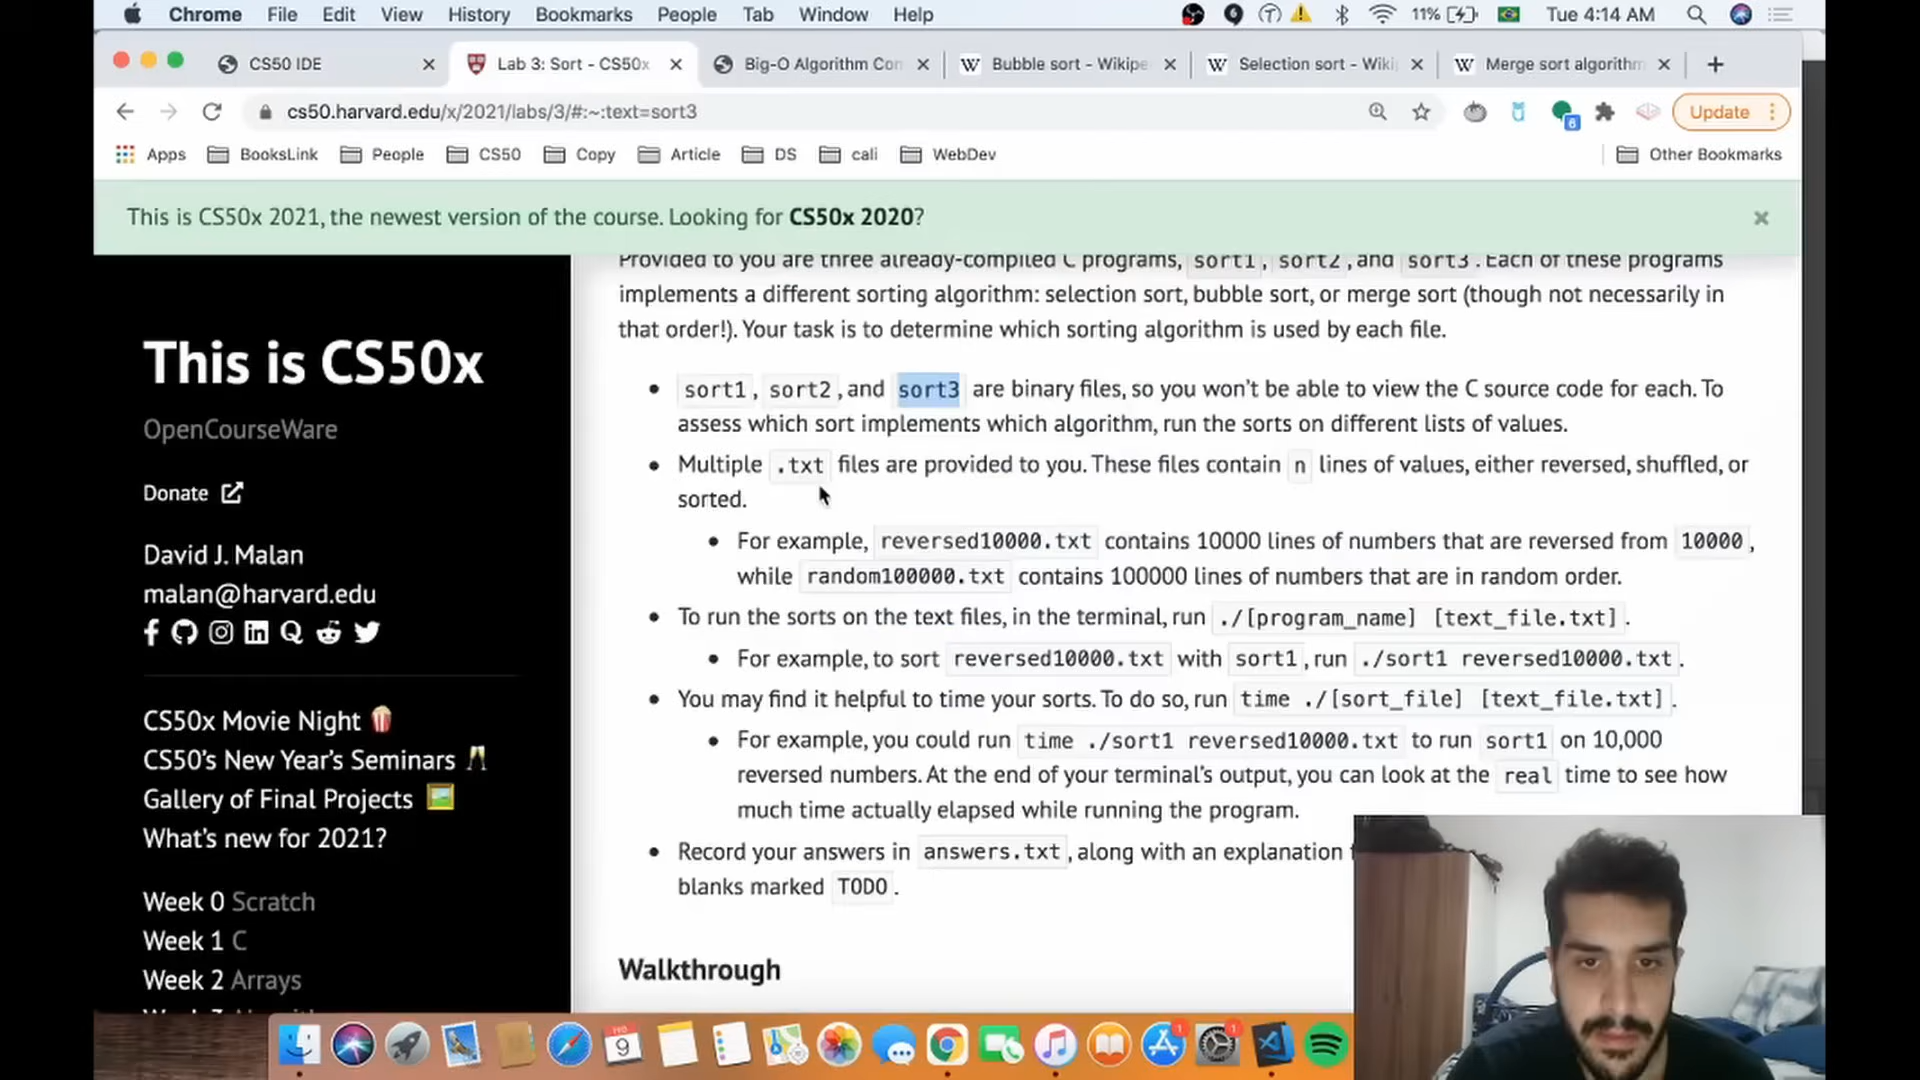 Chrome File Edit View History Bookmarks People Tab Window Help 11% Tue 4:14 AM
CS50 IDE Lab 3: Sort - CS50x Big-O Algorithm Con Bubble sort - Wikipe Selection sort - Wiki Merge sort algorithm
cs50.harvard.edu/x/2021/labs/3/#:~:text=sort3 6 Update
Apps BooksLink People CS50 Copy Article DS cali WebDev Other Bookmarks
This is CS50x 2021, the newest version of the course. Looking for CS50x 2020?
This is CS50x
OpenCourseWare
Donate
David J. Malan
malan@harvard.edu
CS50x Movie Night
CS50's New Year's Seminars
Gallery of Final Projects
What's new for 2021?
Week 0 Scratch
Week 1 C
Week 2 Arrays
Provided to you are three already-compiled C programs, sort1, sort2, and sort3. Each of these programs
implements a different sorting algorithm: selection sort, bubble sort, or merge sort (though not necessarily in
that order!). Your task is to determine which sorting algorithm is used by each file.
sort1, sort2, and sort3 are binary files, so you won't be able to view the C source code for each. To
assess which sort implements which algorithm, run the sorts on different lists of values.
Multiple .txt files are provided to you. These files contain n lines of values, either reversed, shuffled, or
sorted.
For example, reversed10000.txt contains 10000 lines of numbers that are reversed from 10000,
while random100000.txt contains 100000 lines of numbers that are in random order.
To run the sorts on the text files, in the terminal, run ./[program_name] [text_file.txt].
For example, to sort reversed10000.txt with sort1, run ./sort1 reversed10000.txt.
You may find it helpful to time your sorts. To do so, run time ./[sort_file] [text_file.txt].
For example, you could run time ./sort1 reversed10000.txt to run sort1 on 10,000
reversed numbers. At the end of your terminal's output, you can look at the real time to see how
much time actually elapsed while running the program.
Record your answers in answers.txt, along with an explanation
blanks marked TODO.
Walkthrough
9
1
1